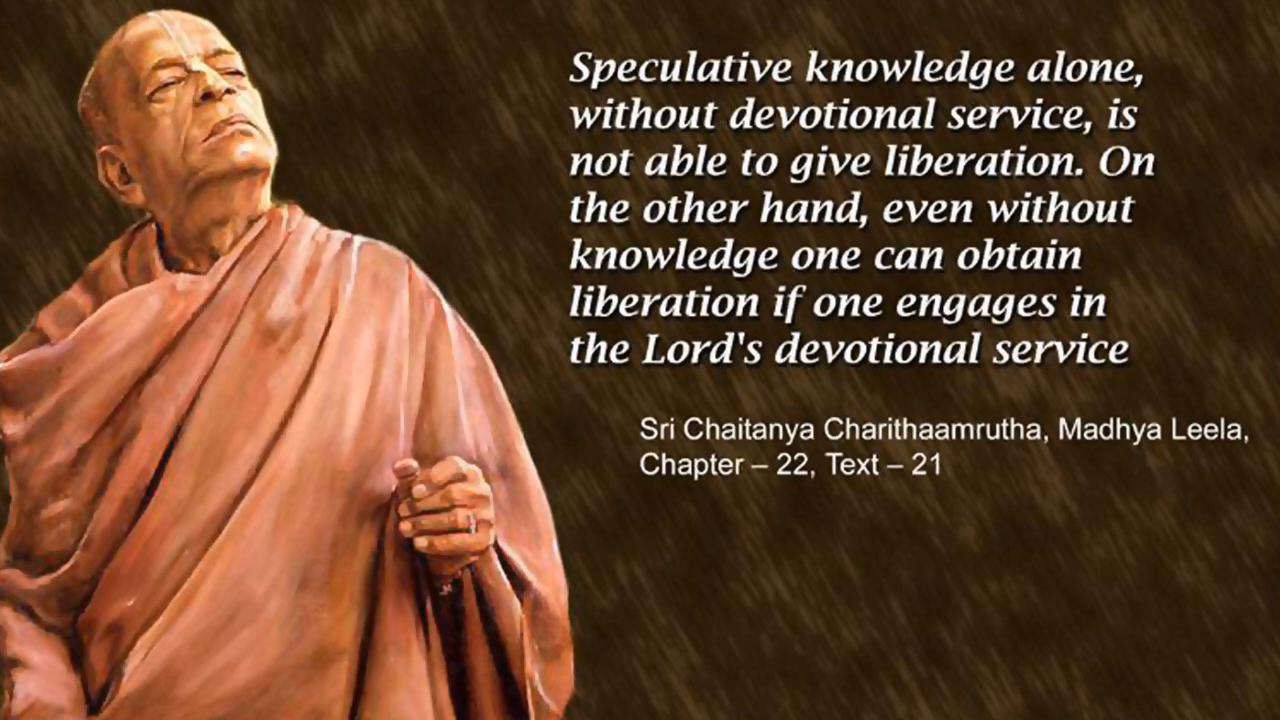 Speculative knowledge alone,
without devotional service, is
not able to give liberation. On
the other hand, even without
knowledge one can obtain
liberation if one engages in
the Lord's devotional service
Sri Chaitanya Charithaamrutha, Madhya Leela,
Chapter – 22, Text – 21